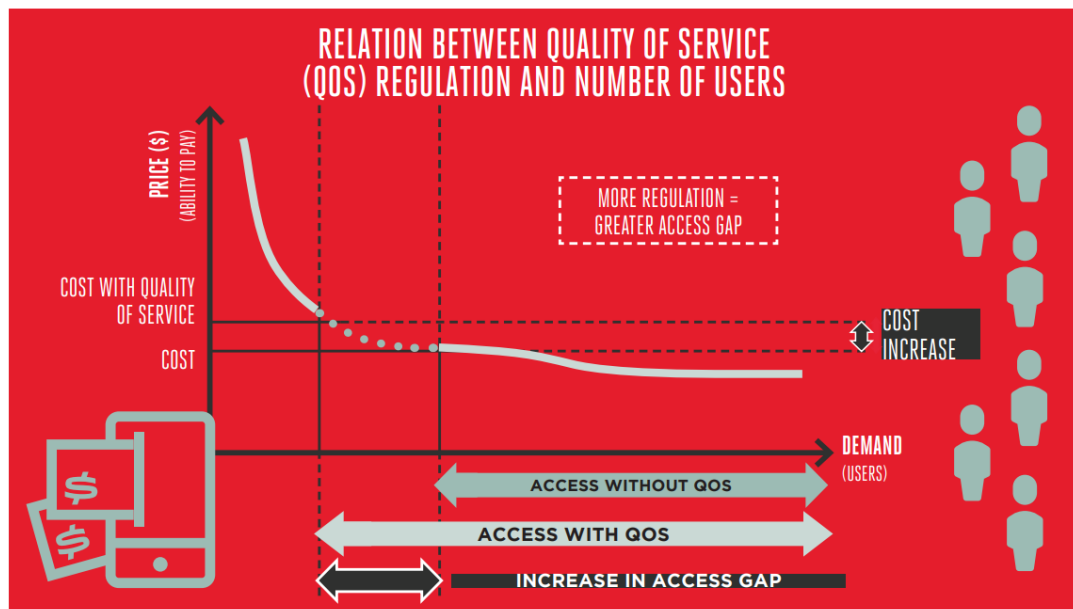 RELATION BETWEEN QUALITY OF SERVICE
(QOS) REGULATION AND NUMBER OF USERS
PRICE ($)
(ABILITY TO PAY)
MORE REGULATION =
GREATER ACCESS GAP
COST WITH QUALITY
OF SERVICE
COST
COST
INCREASE
DEMAND
(USERS)
$
$
ACCESS WITHOUT QOS
ACCESS WITH QOS
INCREASE IN ACCESS GAP